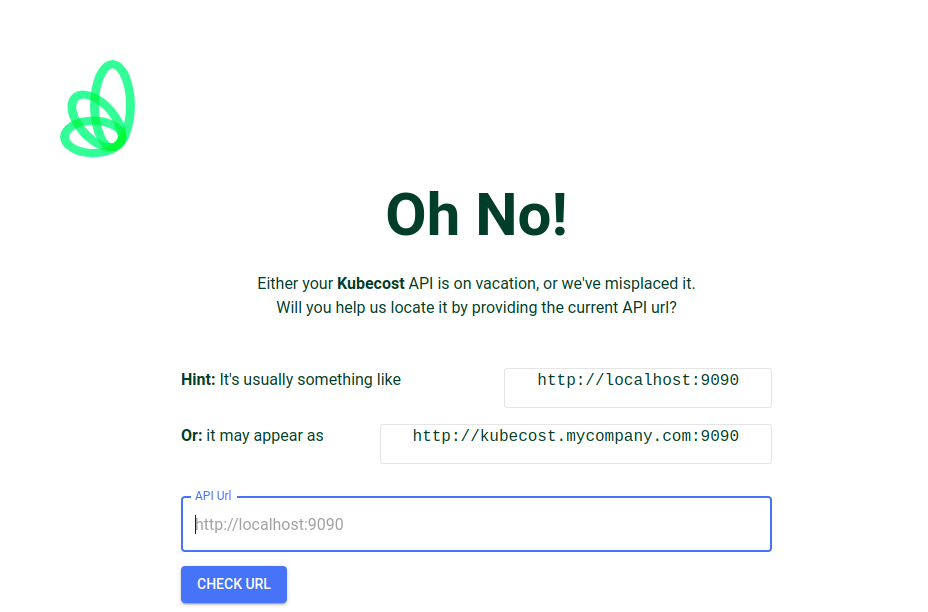 Oh No!
Either your Kubecost API is on vacation, or we've misplaced it.
Will you help us locate it by providing the current API url?
Hint: It's usually something like http://localhost:9090
Or: it may appear as http://kubecost.mycompany.com:9090
API Url
http://localhost:9090
CHECK URL